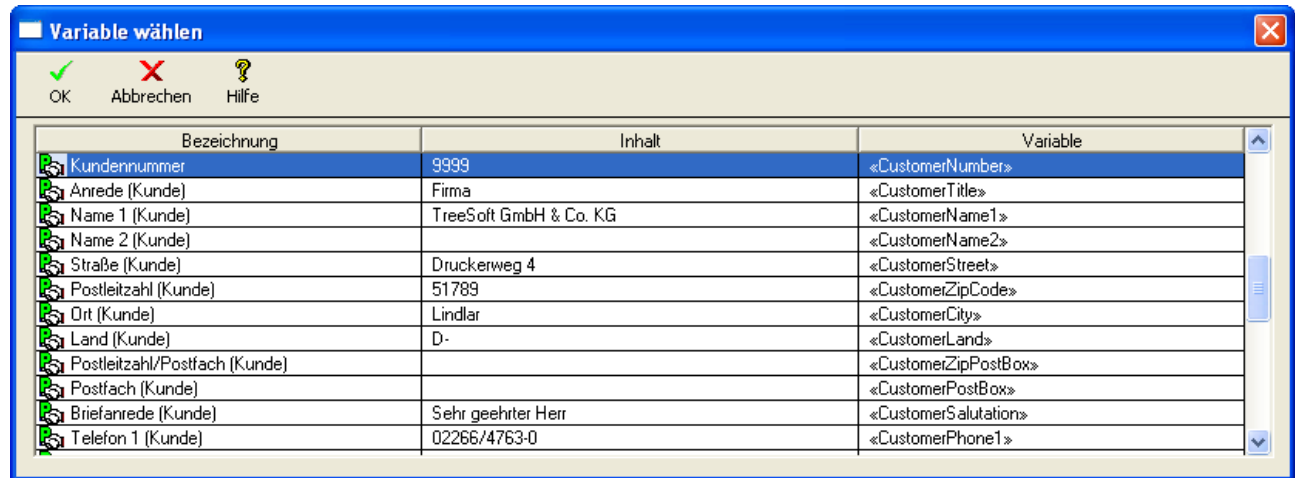 Variable wählen
OK Abbrechen Hilfe
Bezeichnung Inhalt Variable
Kundennummer 9999 «CustomerNumber»
Anrede (Kunde) Firma «CustomerTitle»
Name 1 (Kunde) TreeSoft GmbH & Co. KG «CustomerName1»
Name 2 (Kunde) «CustomerName2»
Straße (Kunde) Druckerweg 4 «CustomerStreet»
Postleitzahl (Kunde) 51789 «CustomerZipCode»
Ort (Kunde) Lindlar «CustomerCity»
Land (Kunde) D- «CustomerLand»
Postleitzahl/Postfach (Kunde) «CustomerZipPostBox»
Postfach (Kunde) «CustomerPostBox»
Briefanrede (Kunde) Sehr geehrter Herr «CustomerSalutation»
Telefon 1 (Kunde) 02266/4763-0 «CustomerPhone1»